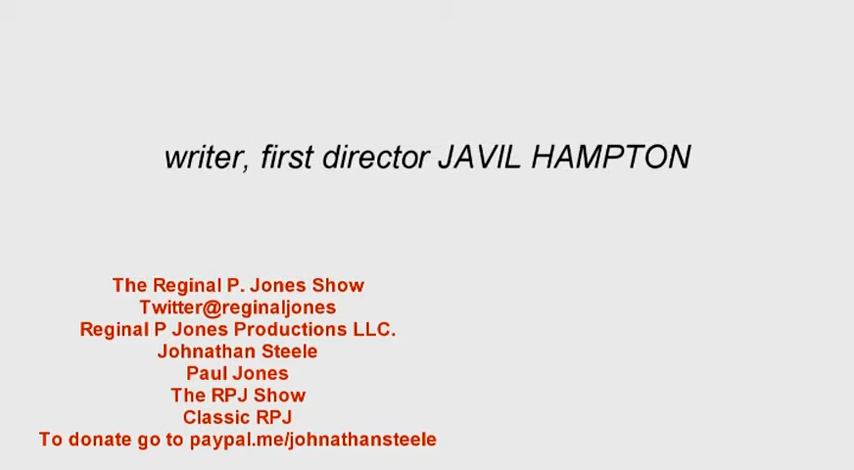 writer, first director JAVIL HAMPTON
The Reginal P. Jones Show
Twitter@reginaljones
Reginal P Jones Productions LLC.
Johnathan Steele
Paul Jones
The RPJ Show
Classic RPJ
To donate go to paypal.me/johnathansteele